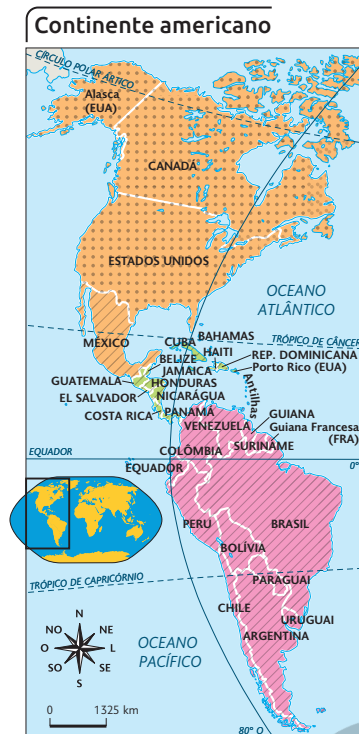 Continente americano
CÍRCULO POLAR ÁRTICO
Alasca
(EUA)
CANADÁ
ESTADOS UNIDOS
OCEANO
ATLÂNTICO
TRÓPICO DE CÂNCER
MÉXICO
BAHAMAS
CUBA
HAITI
REP. DOMINICANA
BELIZE
JAMAICA
Porto Rico (EUA)
GUATEMALA
HONDURAS
EL SALVADOR
NICARÁGUA
Antilhas
COSTA RICA
PANAMÁ
GUIANA
VENEZUELA
Guiana Francesa
(FRA)
SURINAME
COLÔMBIA
EQUADOR
0°
EQUADOR
PERU
BRASIL
BOLÍVIA
TRÓPICO DE CAPRICÓRNIO
PARAGUAI
CHILE
URUGUAI
ARGENTINA
OCEANO
PACÍFICO
N
NO
NE
O
L
SO
SE
S
0
1325 km
80° O